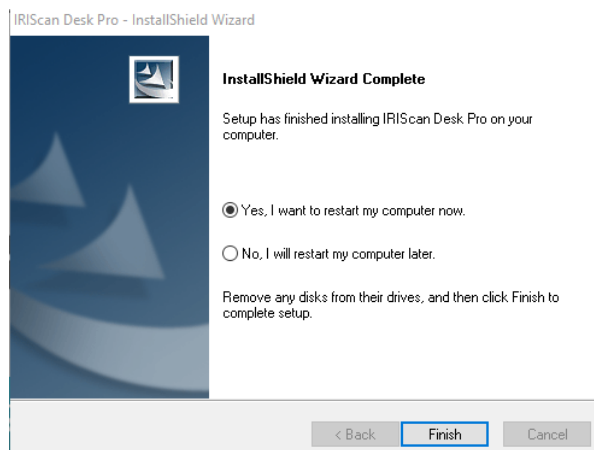 IRIScan Desk Pro - InstallShield Wizard
InstallShield Wizard Complete
Setup has finished installing IRIScan Desk Pro on your
computer.
Yes, I want to restart my computer now.
No, I will restart my computer later.
Remove any disks from their drives, and then click Finish to
complete setup.
< Back Finish Cancel